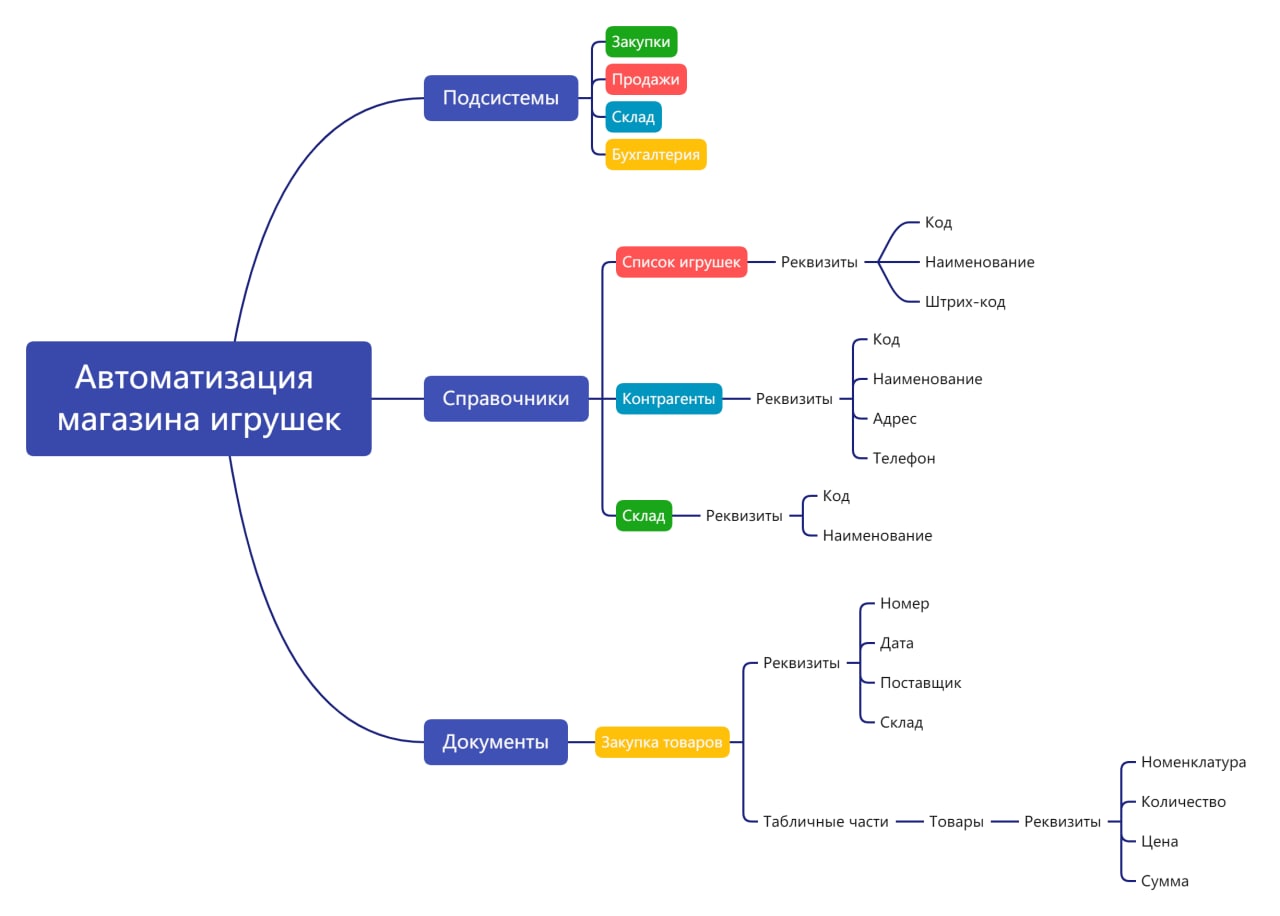 Автоматизация
магазина игрушек
Подсистемы
Закупки
Продажи
Склад
Бухгалтерия
Справочники
Список игрушек
Реквизиты
Код
Наименование
Штрих-код
Контрагенты
Реквизиты
Код
Наименование
Адрес
Телефон
Склад
Реквизиты
Код
Наименование
Документы
Закупка товаров
Реквизиты
Номер
Дата
Поставщик
Склад
Табличные части
Товары
Реквизиты
Номенклатура
Количество
Цена
Сумма